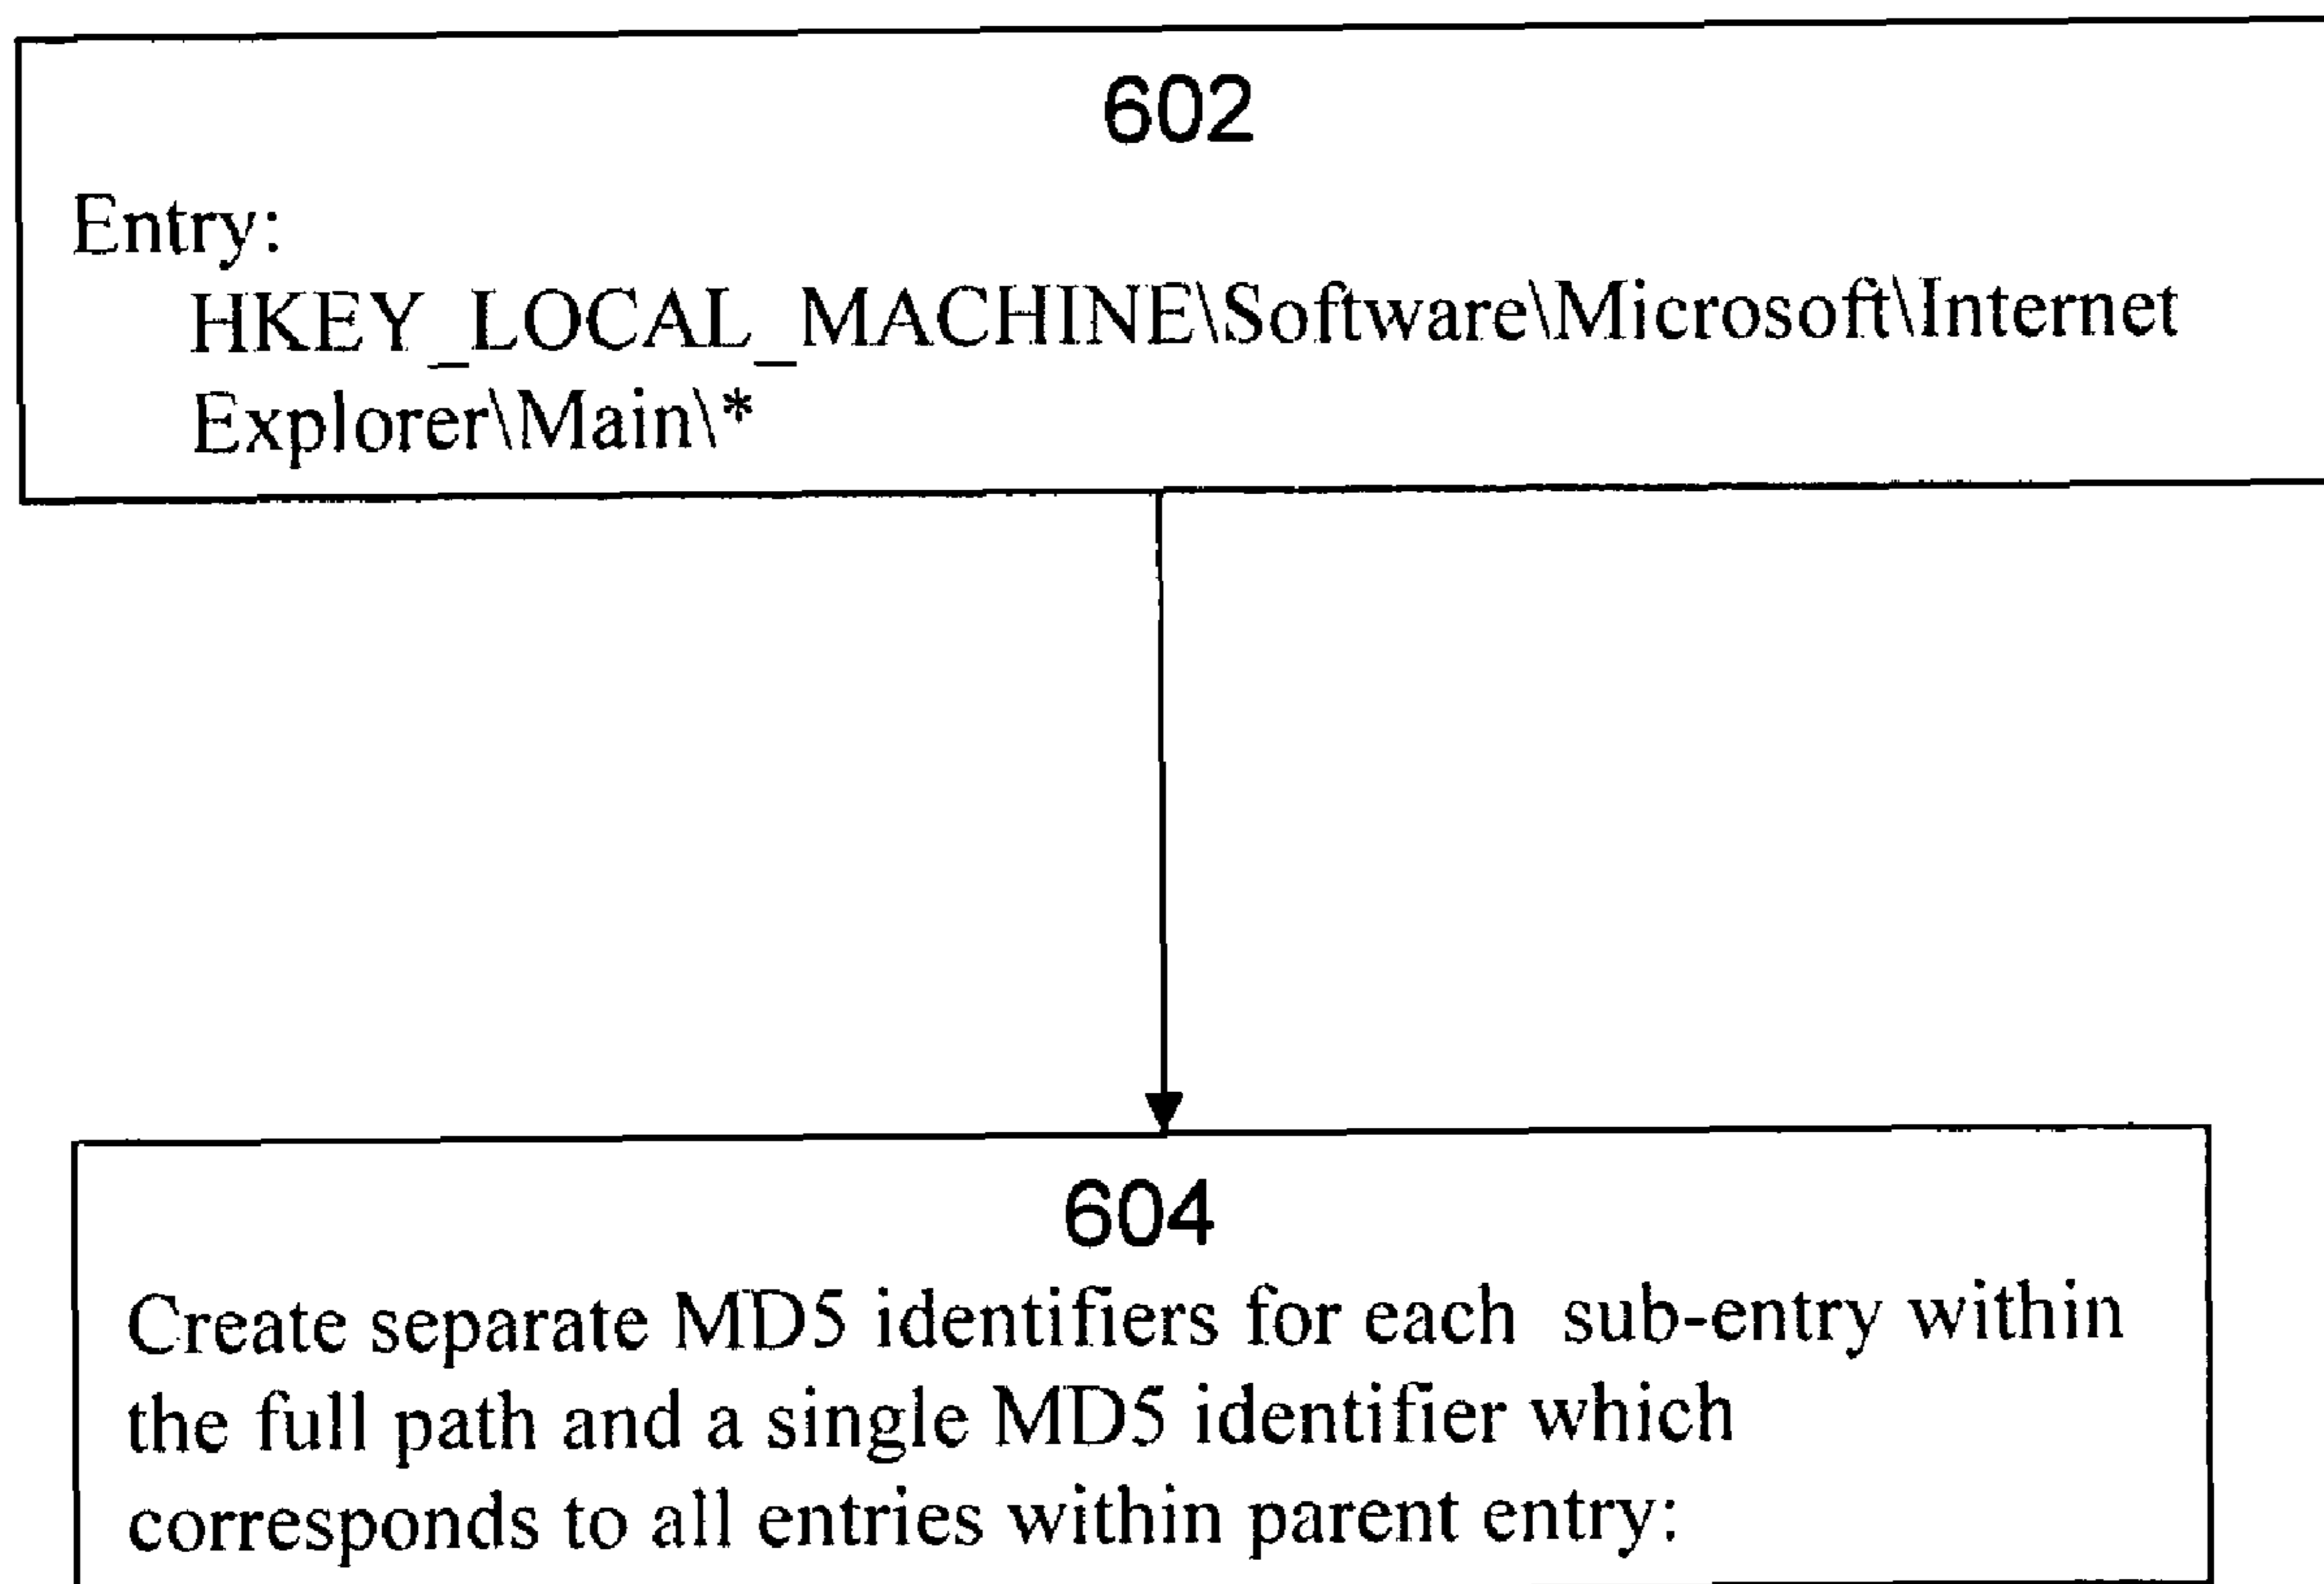 602
Entry:
HKEY_LOCAL_MACHINE\Software\Microsoft\Internet
Explorer\Main\*
604
Create separate MD5 identifiers for each sub-entry within
the full path and a single MD5 identifier which
corresponds to all entries within parent entry: